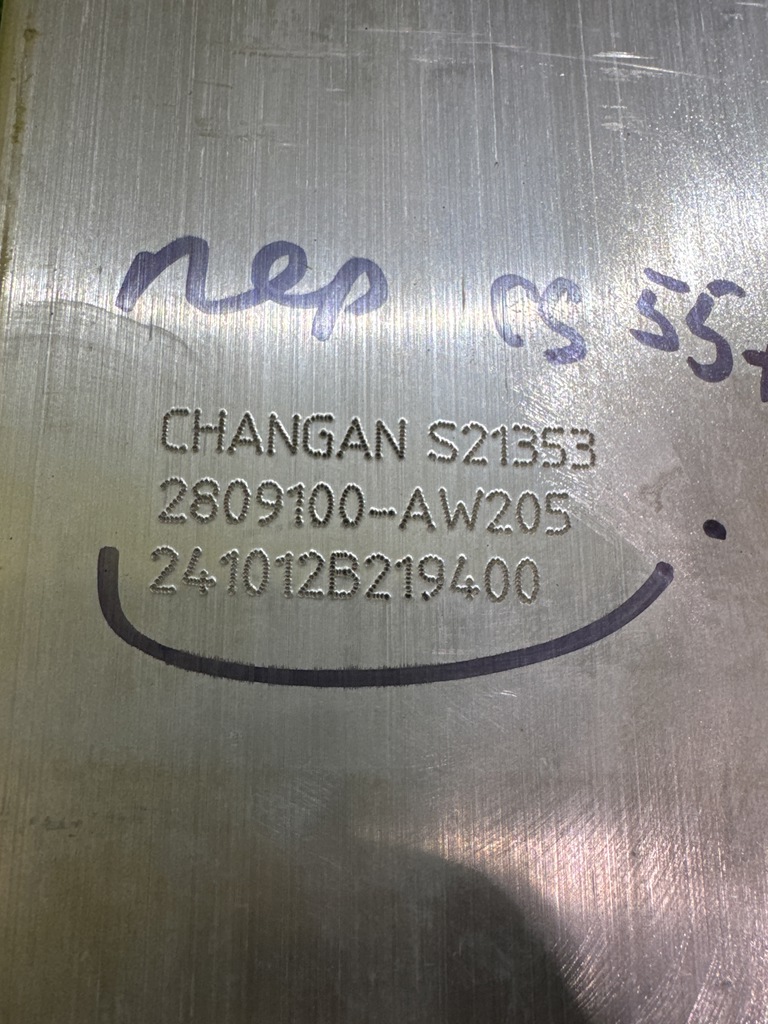 пер CS 55+
CHANGAN S21353
2809100-AW205
241012B219400